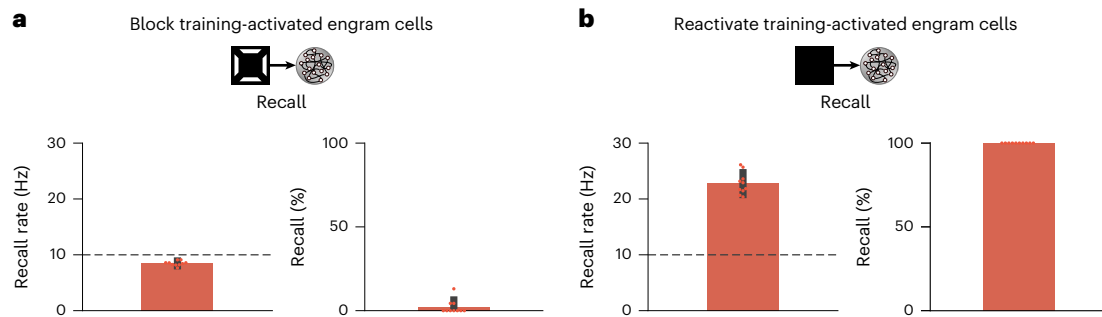 a
Block training-activated engram cells
Recall
Recall rate (Hz)
30
20
10
0
Recall (%)
100
50
0
b
Reactivate training-activated engram cells
Recall
Recall rate (Hz)
30
20
10
0
Recall (%)
100
50
0